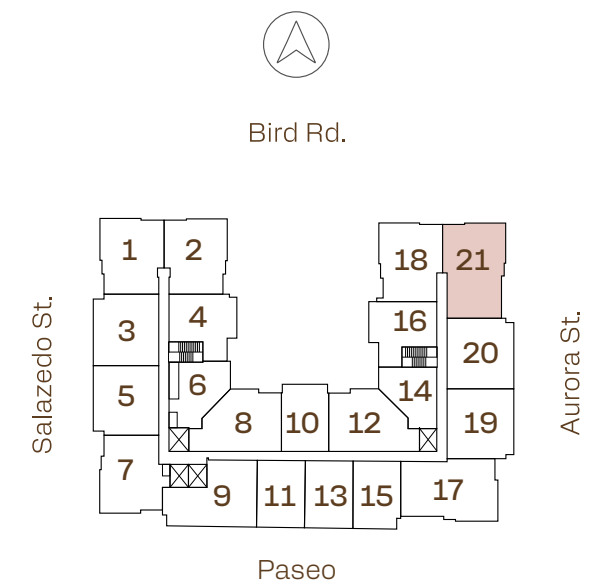 Bird Rd.
1 2 18 21
Salazedo St.
3 4 16 20
Aurora St.
5 6 14 19
8 10 12
7 9 11 13 15 17
Paseo